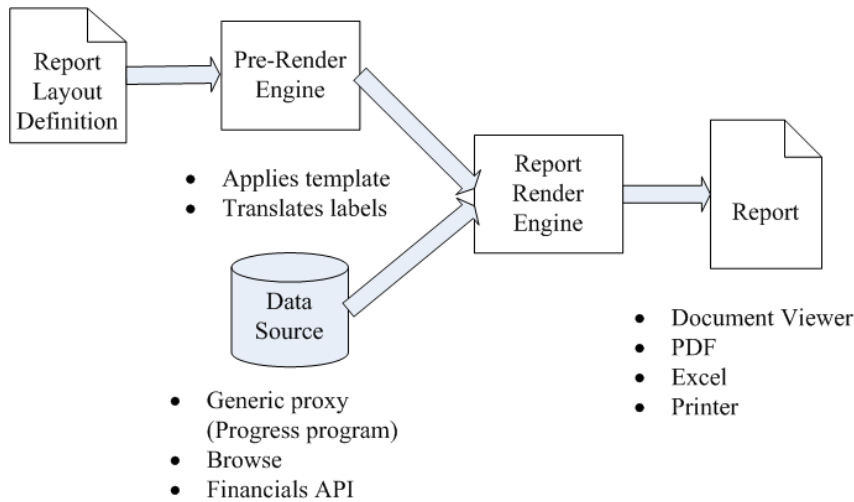 Report
Layout
Definition
Pre-Render
Engine
• Applies template
• Translates labels
Data
Source
• Generic proxy
(Progress program)
• Browse
• Financials API
Report
Render
Engine
Report
• Document Viewer
• PDF
• Excel
• Printer